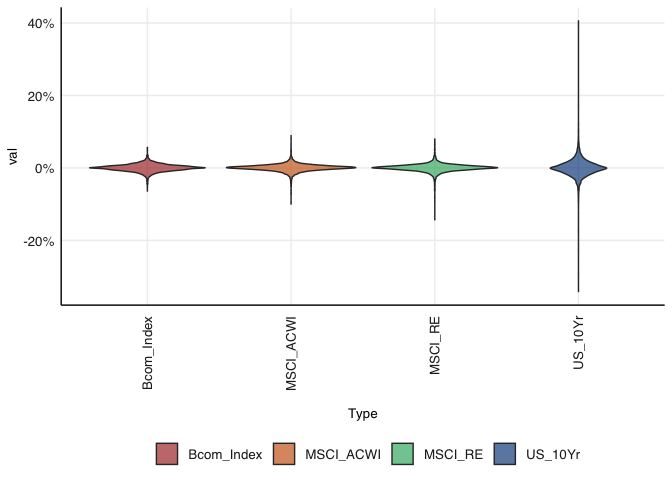 40%
20%
0%
-20%
val
Bcom_Index
MSCI_ACWI
MSCI_RE
US_10Yr
Type
Bcom_Index MSCI_ACWI MSCI_RE US_10Yr